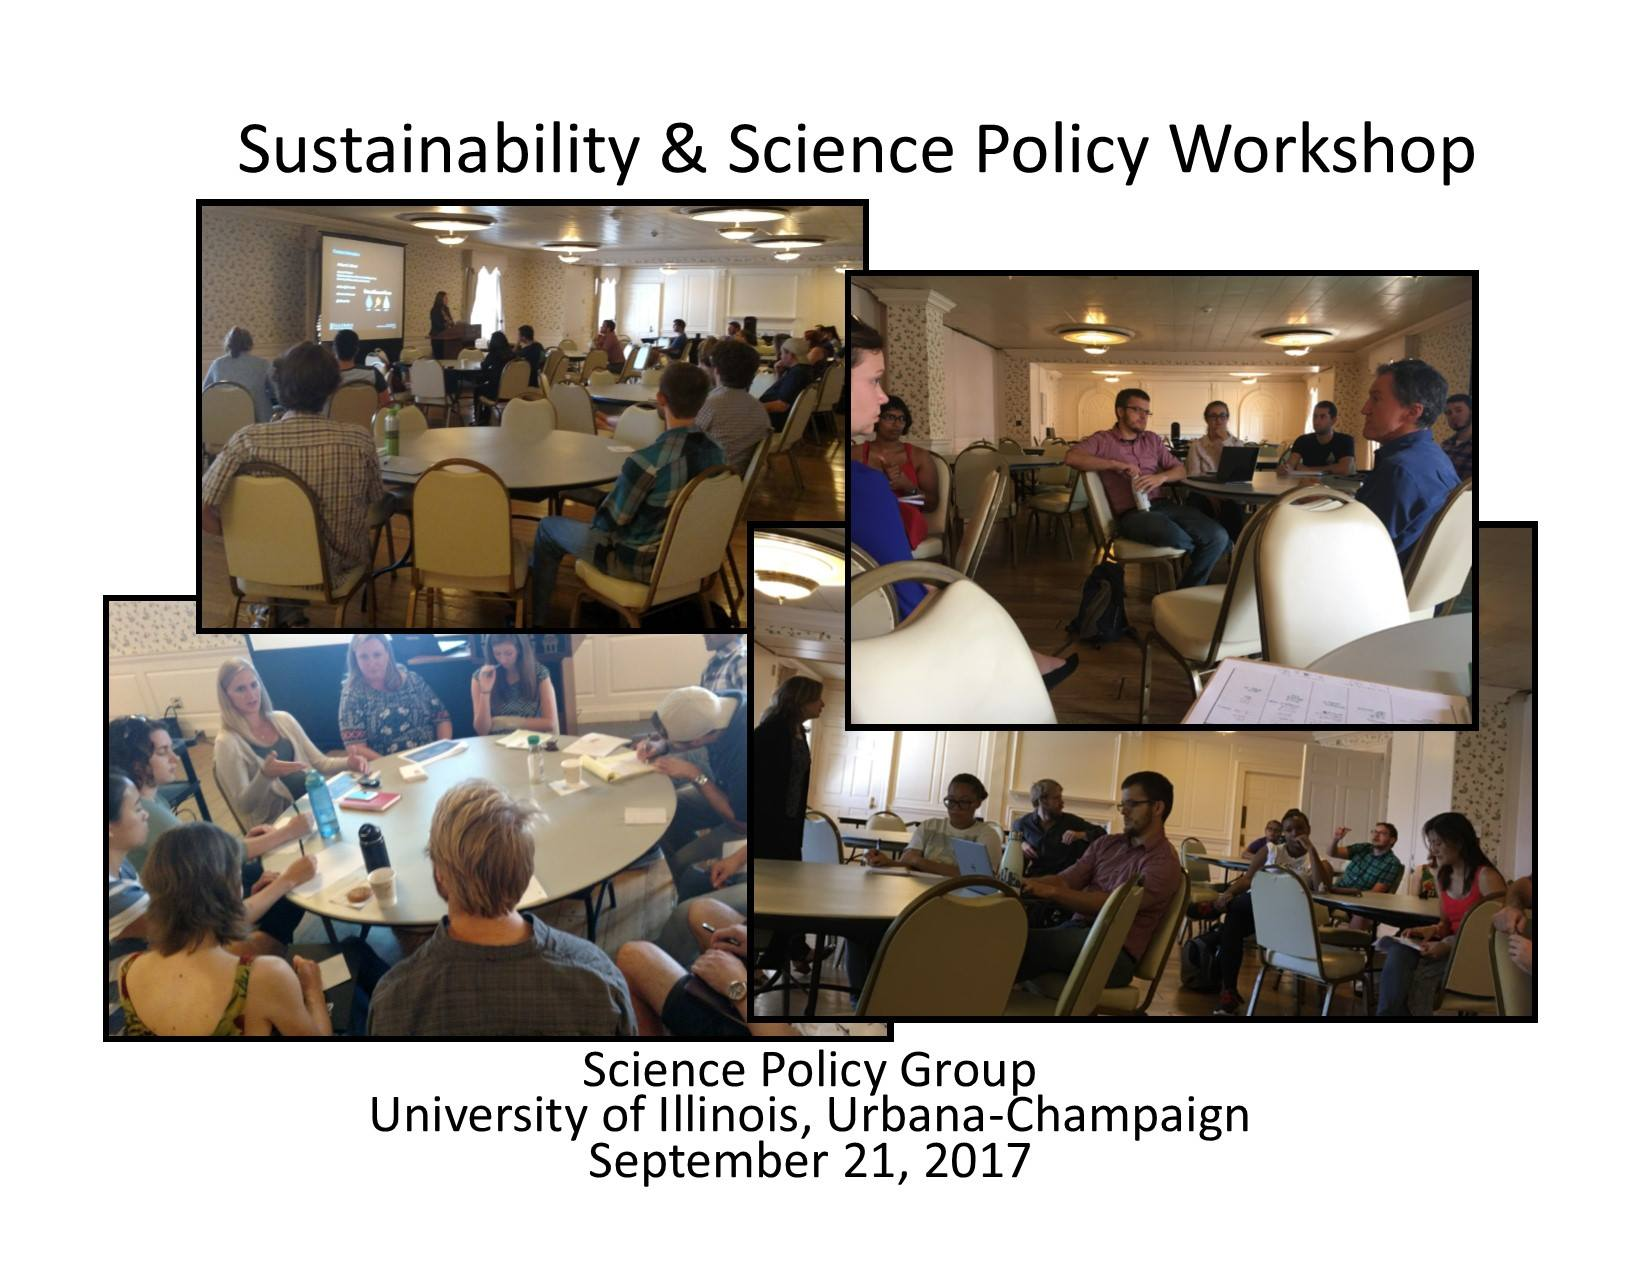 Sustainability & Science Policy Workshop
Science Policy Group
University of Illinois, Urbana-Champaign
September 21, 2017